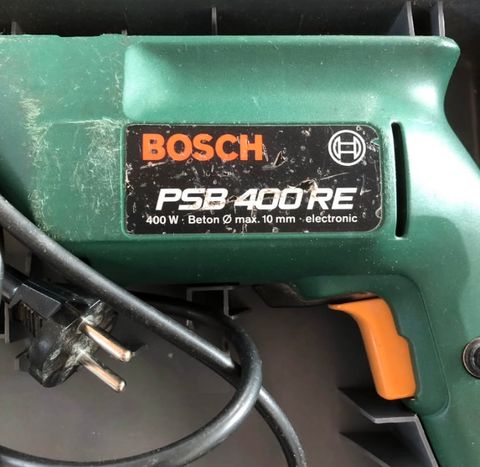 BOSCH
PSB 400 RE
400 W · Beton Ø max. 10 mm · electronic